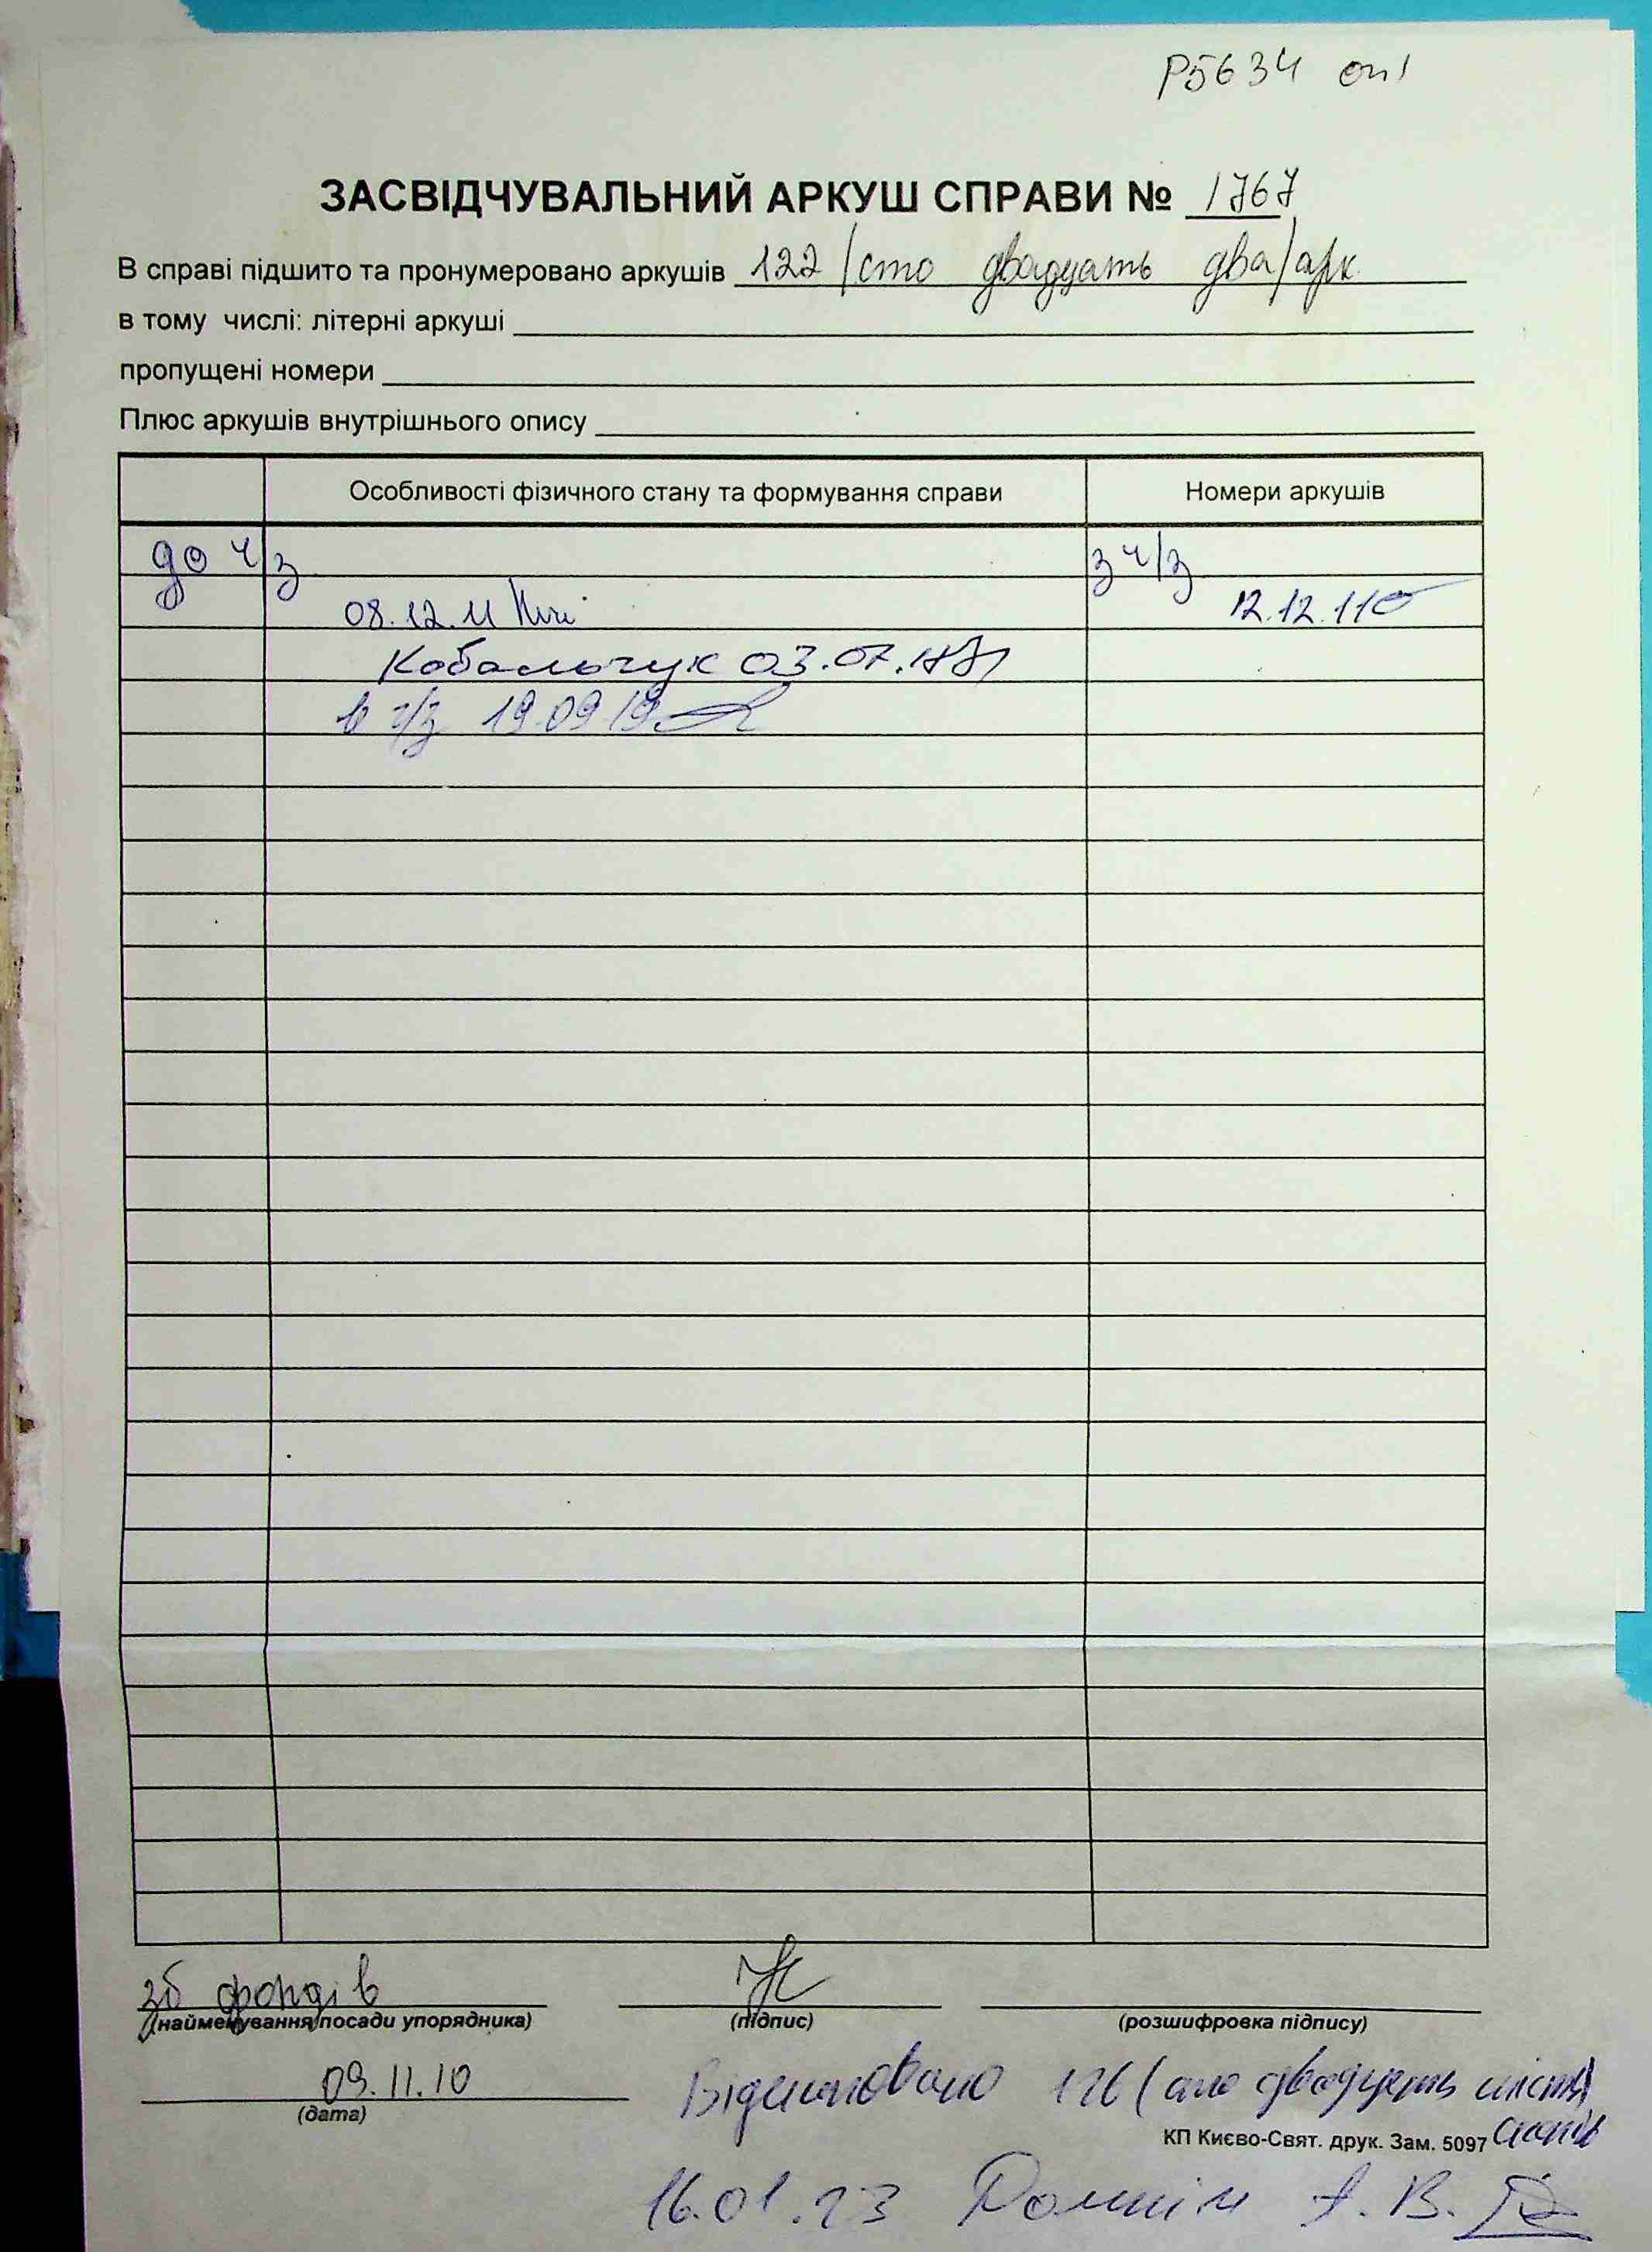 Р5634 оп1
ЗАСВІДЧУВАЛЬНИЙ АРКУШ СПРАВИ № 1767
В справі підшито та пронумеровано аркушів 122 /сто двадцять два/арк.
в тому числі: літерні аркуші
пропущені номери
Плюс аркушів внутрішнього опису
Особливості фізичного стану та формування справи Номери аркушів
до ч/з з ч/з
08.12.11 12.12.11
Ковальчук 03.07.
в ч/з 19.09.19
зб фондів
(найменування посади упорядника) (підпис) (розшифровка підпису)
09.11.10
(дата)
Відскановано 126 (сто двадцять шість)
КП Києво-Свят. друк. Зам. 5097
16.01.23 А.В.